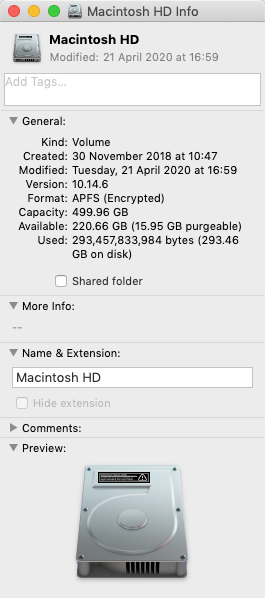 Macintosh HD Info
Macintosh HD
Modified: 21 April 2020 at 16:59
Add Tags...
General:
Kind: Volume
Created: 30 November 2018 at 10:47
Modified: Tuesday, 21 April 2020 at 16:59
Version: 10.14.6
Format: APFS (Encrypted)
Capacity: 499.96 GB
Available: 220.66 GB (15.95 GB purgeable)
Used: 293,457,833,984 bytes (293.46
GB on disk)
Shared folder
More Info:
--
Name & Extension:
Macintosh HD
Hide extension
Comments:
Preview: